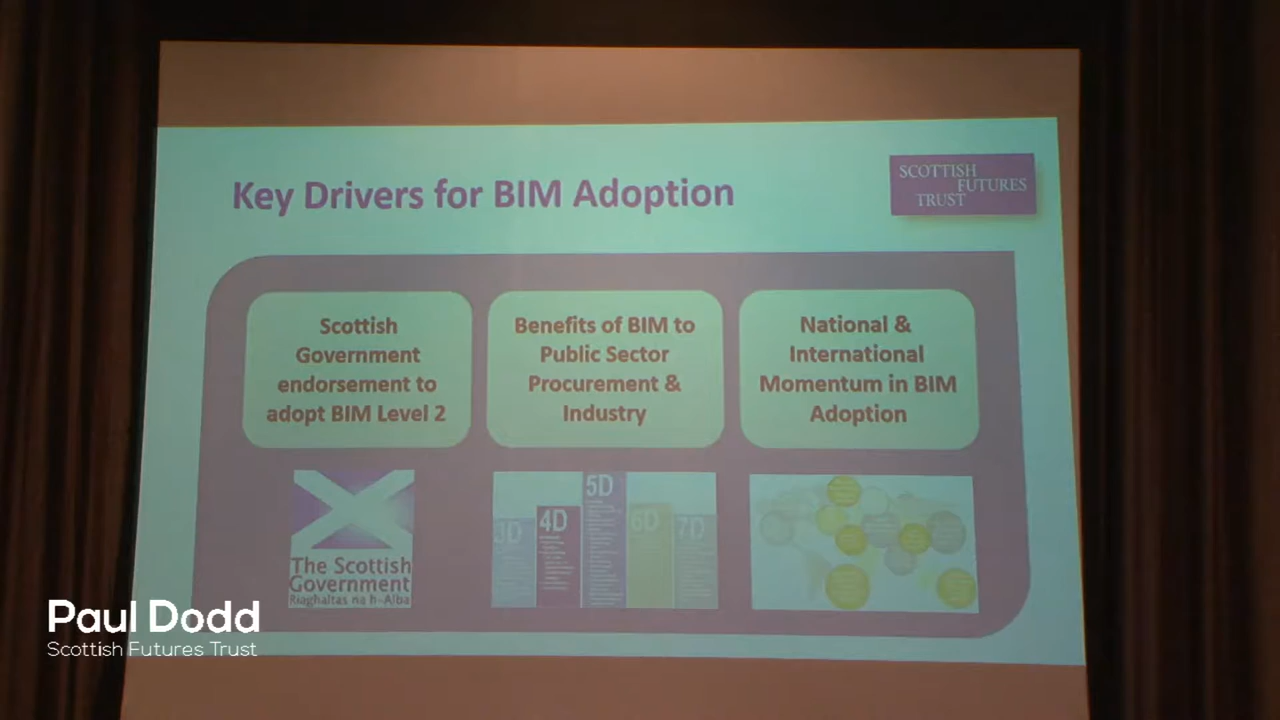 Key Drivers for BIM Adoption
SCOTTISH
FUTURES
TRUST
Scottish
Government
endorsement to
adopt BIM Level 2
Benefits of BIM to
Public Sector
Procurement &
Industry
National &
International
Momentum in BIM
Adoption
3D
4D
5D
6D
7D
The Scottish
Government
Riaghaltas na h-Alba
Paul Dodd
Scottish Futures Trust